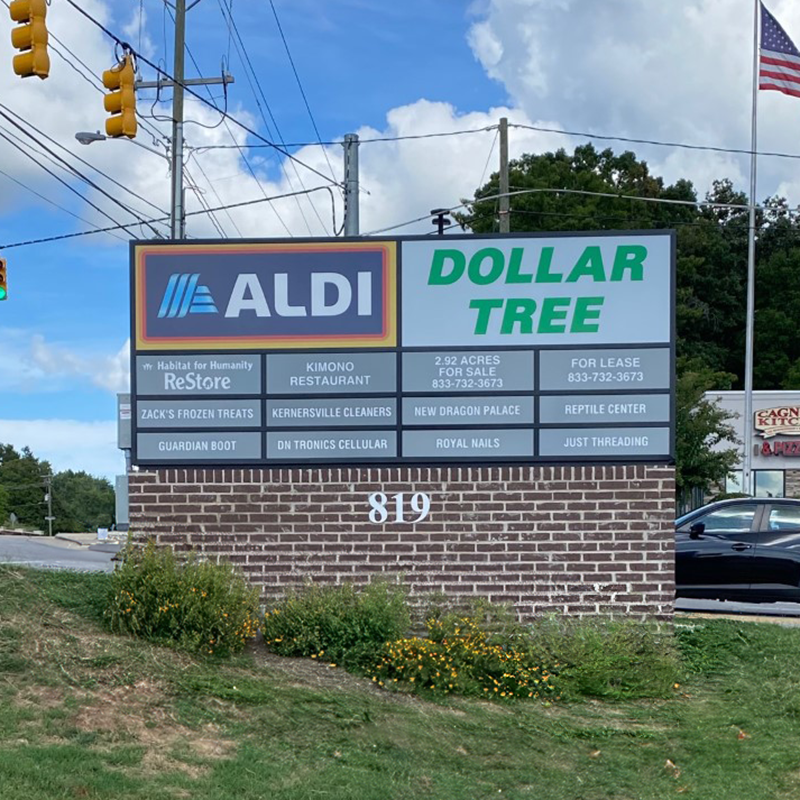 ALDI
DOLLAR
TREE
Habitat for Humanity
ReStore
KIMONO
RESTAURANT
2.92 ACRES
FOR SALE
833-732-3673
FOR LEASE
833-732-3673
ZACK'S FROZEN TREATS
KERNERSVILLE CLEANERS
NEW DRAGON PALACE
REPTILE CENTER
GUARDIAN BOOT
DN TRONICS CELLULAR
ROYAL NAILS
JUST THREADING
819